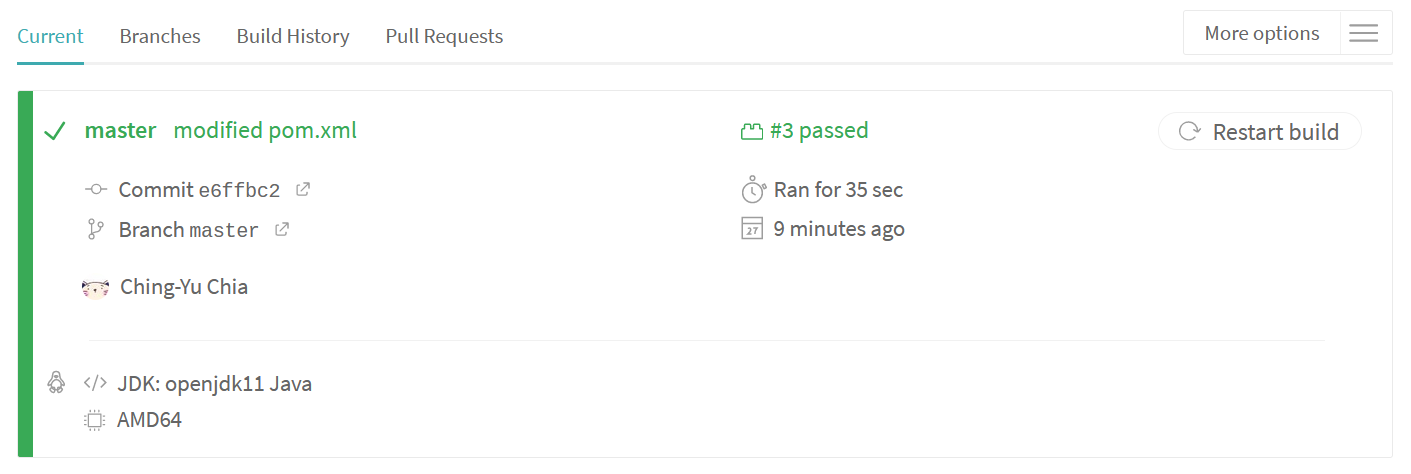 Current Branches Build History Pull Requests More options
master modified pom.xml #3 passed Restart build
Commit e6ffbc2 Ran for 35 sec
Branch master 27 9 minutes ago
Ching-Yu Chia
JDK: openjdk11 Java
AMD64